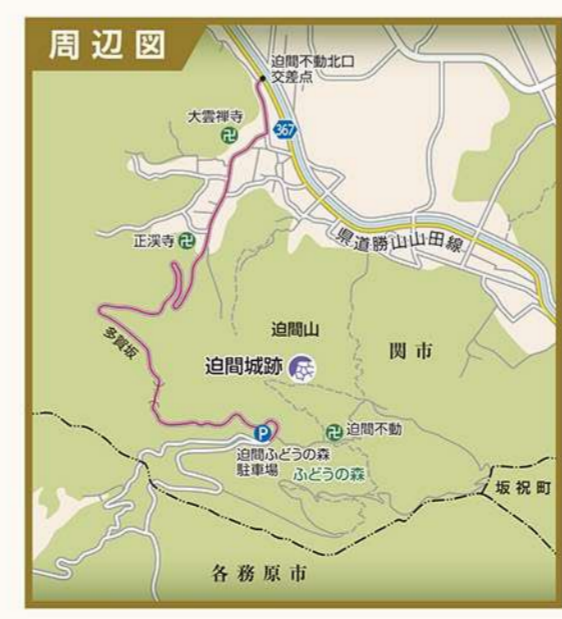 周辺図
迫間不動北口
交差点
大雲禅寺
卍
367
正渓寺 卍
県道勝山山田線
多賀坂
迫間山
関市
迫間城跡
P
卍 迫間不動
迫間ふどうの森
駐車場
ふどうの森
坂祝町
各務原市